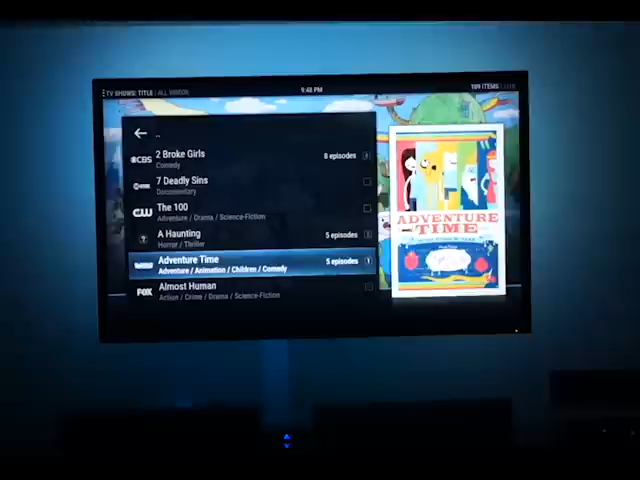 TV SHOWS: TITLE | ALL VIDEOS
9:48 PM
189 ITEMS
..
CBS
2 Broke Girls
8 episodes
Comedy
7 Deadly Sins
Documentary
CW
The 100
Adventure / Drama / Science-Fiction
A Haunting
5 episodes
Horror / Thriller
Adventure Time
5 episodes
Adventure / Animation / Children / Comedy
FOX
Almost Human
Action / Crime / Drama / Science-Fiction
ADVENTURE
TIME